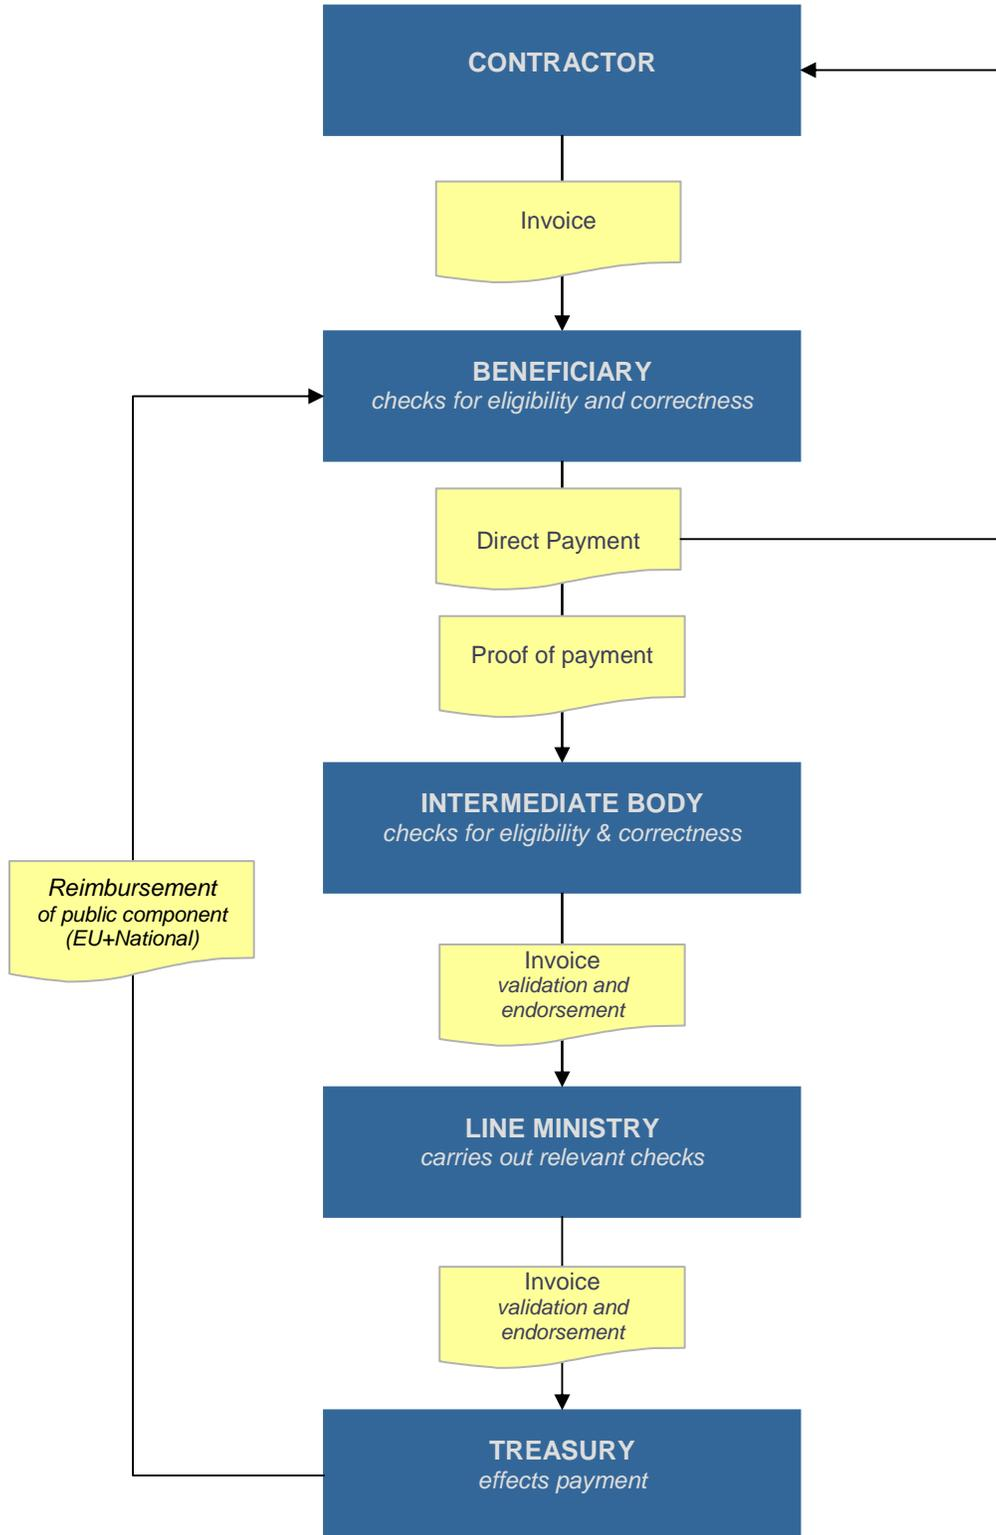 CONTRACTOR
Invoice
BENEFICIARY
checks for eligibility and correctness
Direct Payment
Proof of payment
INTERMEDIATE BODY
checks for eligibility & correctness
Reimbursement
of public component
(EU+National)
Invoice
validation and
endorsement
LINE MINISTRY
carries out relevant checks
Invoice
validation and
endorsement
TREASURY
effects payment